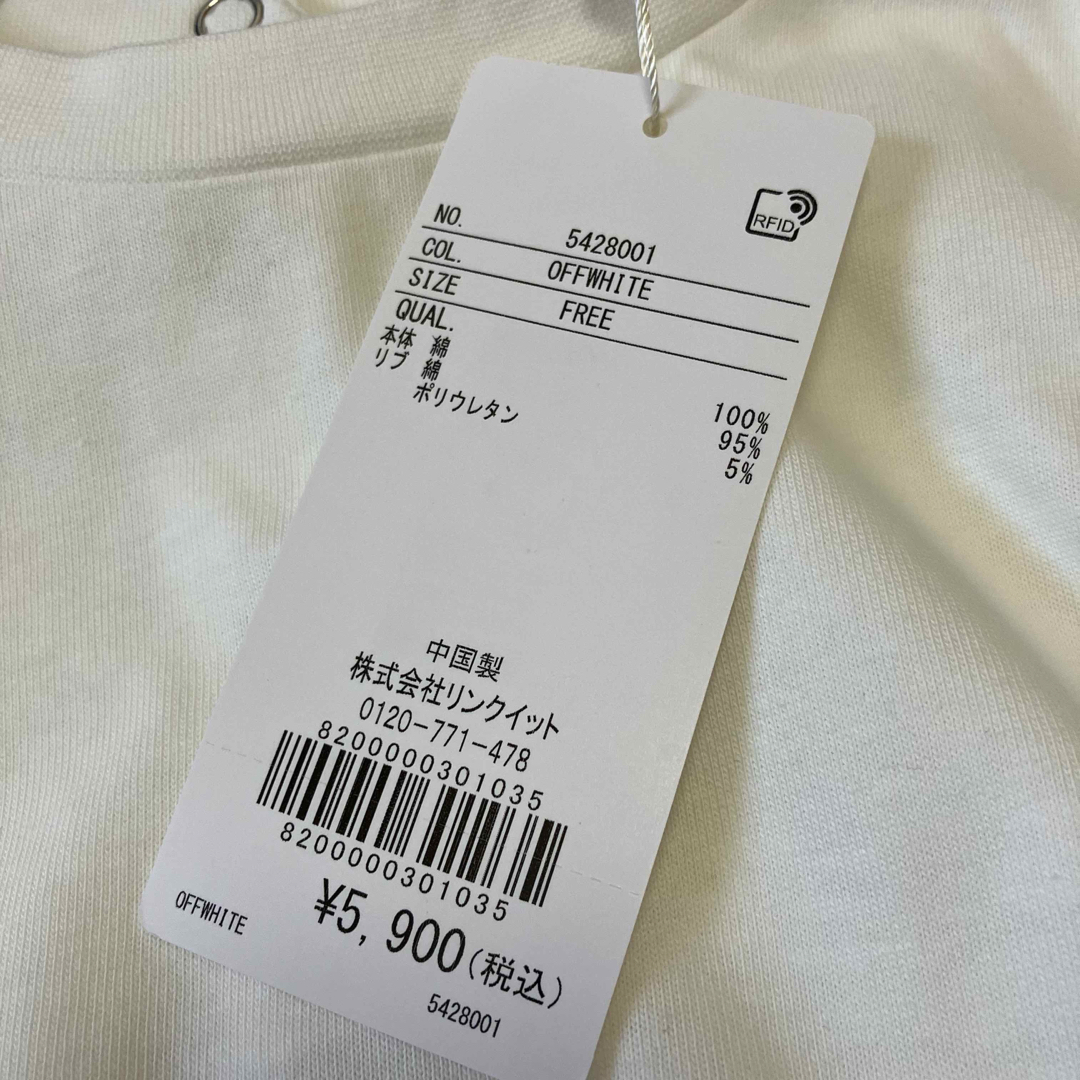 RFID
NO. 5428001
COL. OFFWHITE
SIZE FREE
QUAL.
本体 綿 100%
リブ 綿 95%
ポリウレタン 5%
中国製
株式会社リンクイット
0120-771-478
8200000301035
8200000301035
¥5,900(税込)
OFFWHITE
5428001